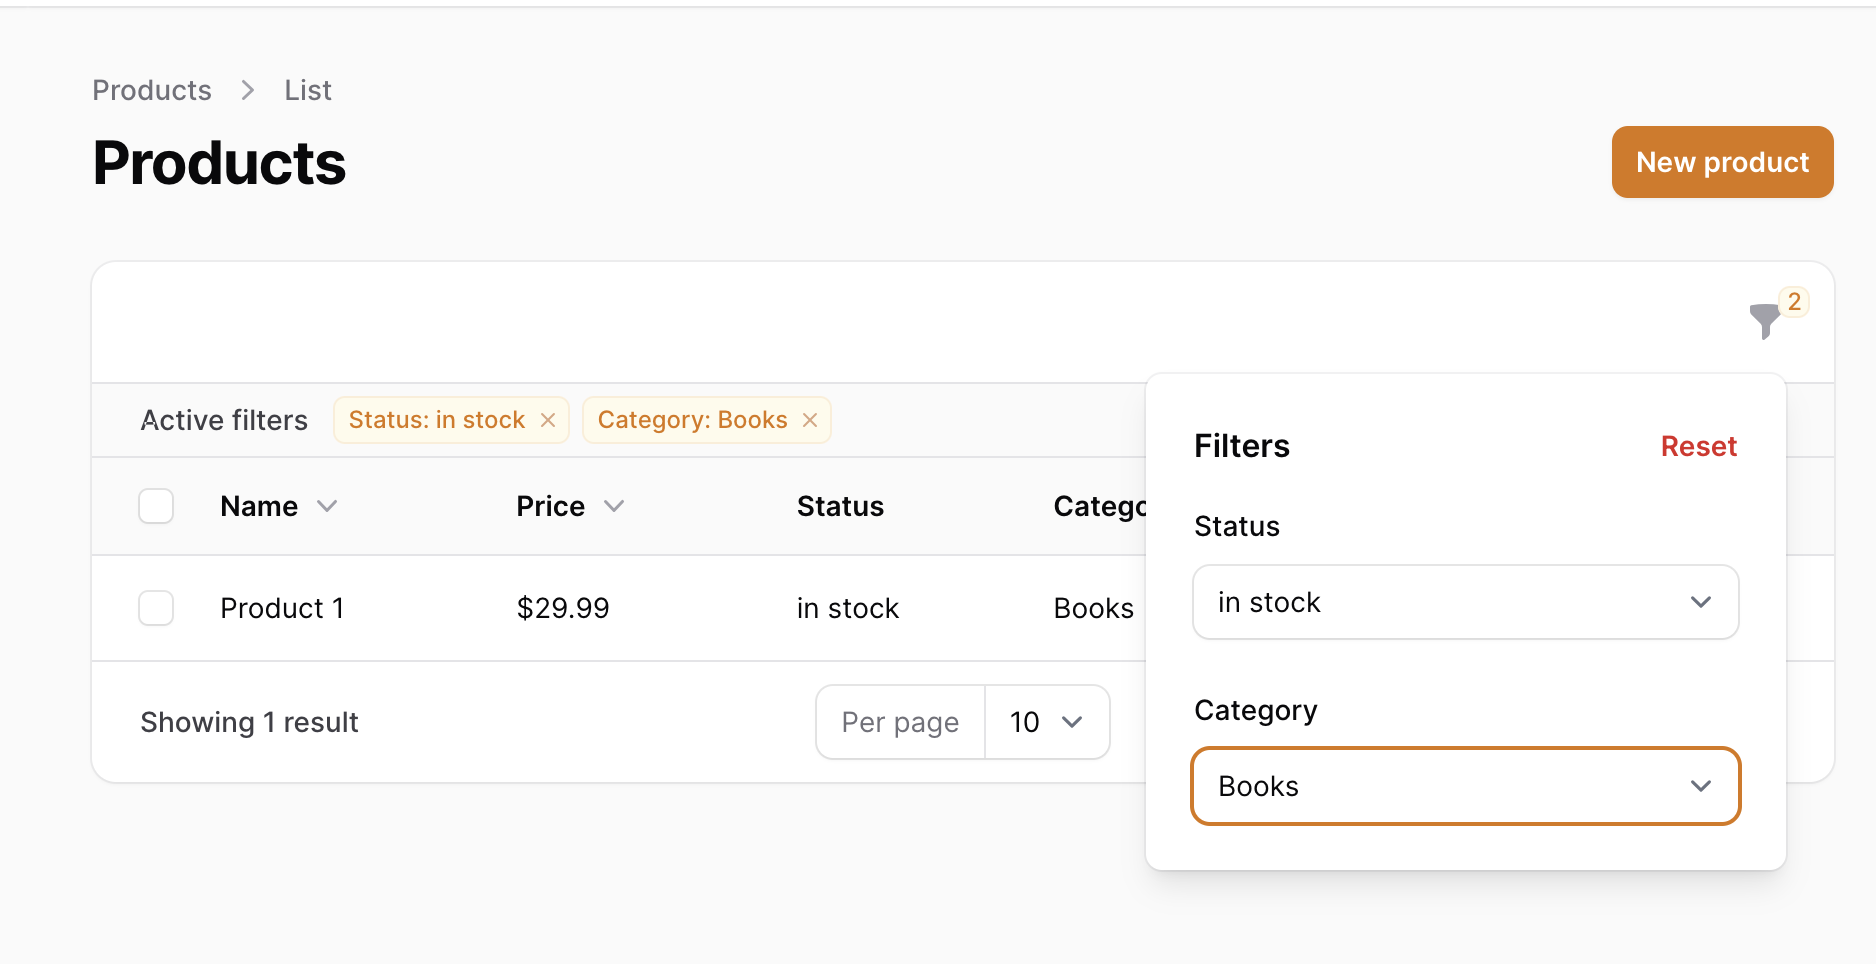 Products > List
Products
New product
2
Active filters Status: in stock × Category: Books ×
Name Price Status Catego
Product 1 $29.99 in stock Books
Showing 1 result Per page 10
Filters Reset
Status
in stock
Category
Books